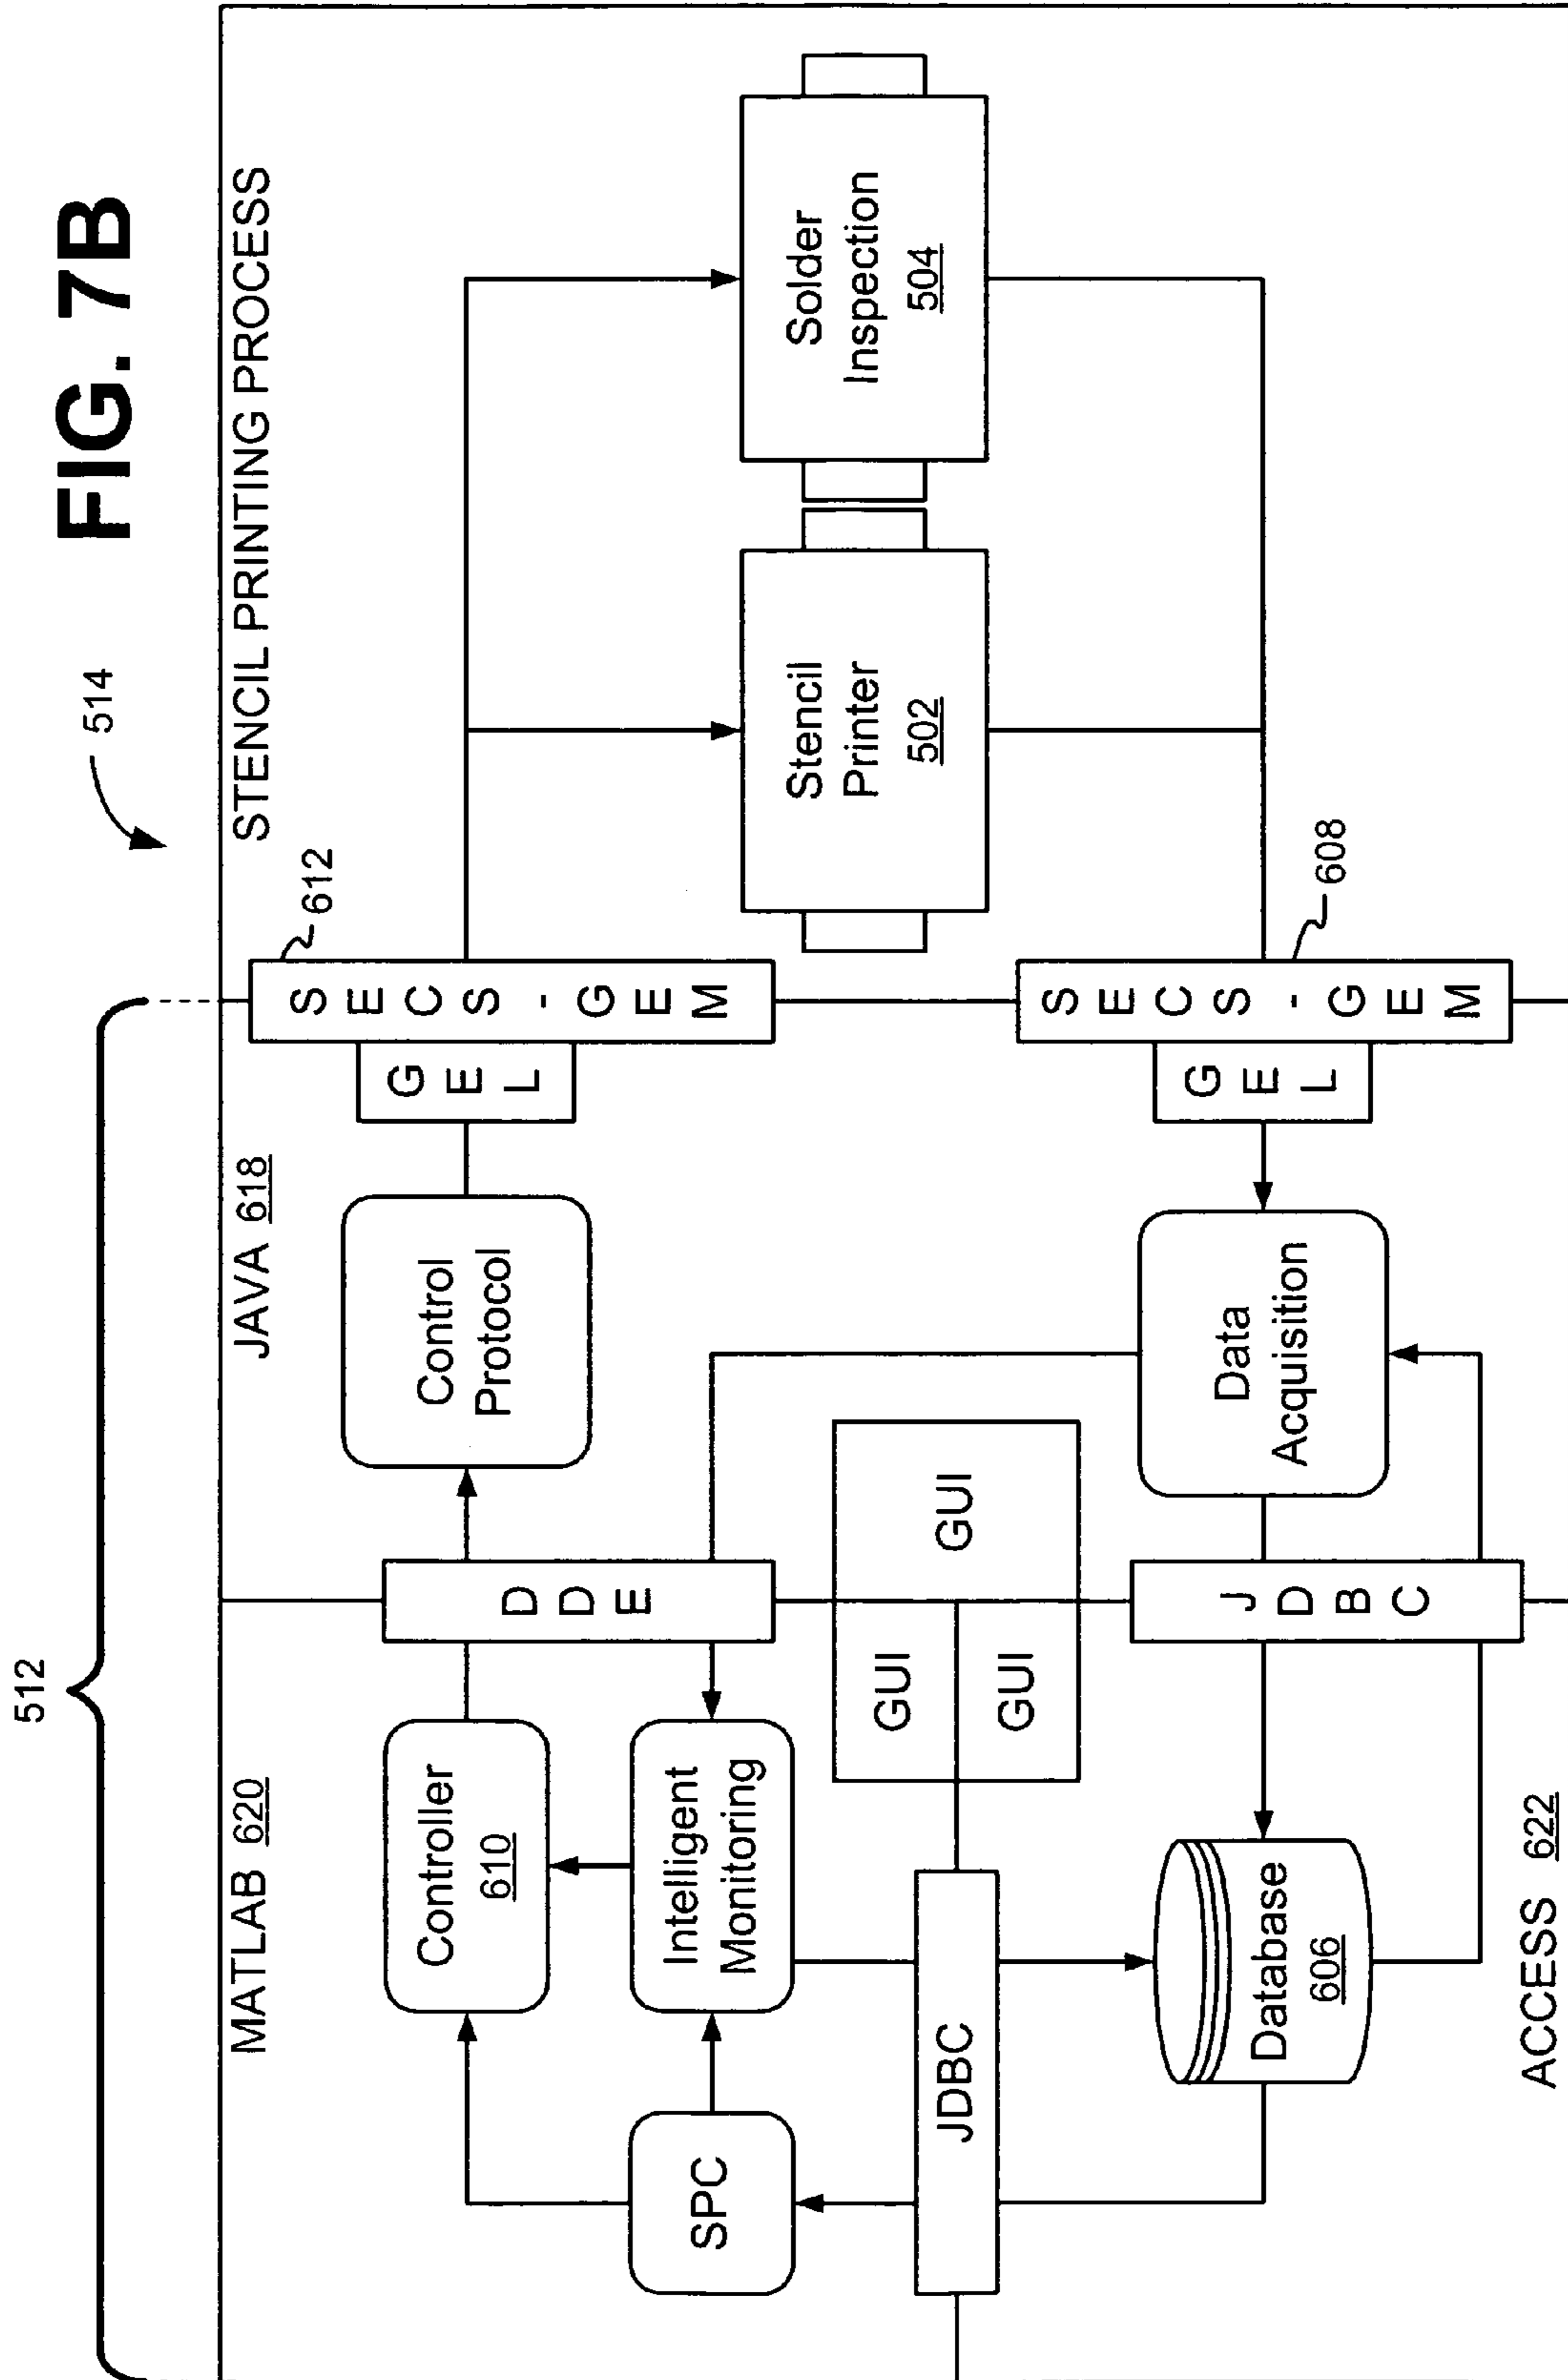 FIG. 7B
512
514
MATLAB 620
JAVA 618
STENCIL PRINTING PROCESS
612
Controller
610
DDE
Control
Protocol
GEL
SECS-GEM
SPC
Intelligent
Monitoring
GUI
GUI
GUI
Stencil
Printer
502
Solder
Inspection
504
JDBC
Database
606
JDBC
Data
Acquisition
GEL
SECS-GEM
608
ACCESS 622